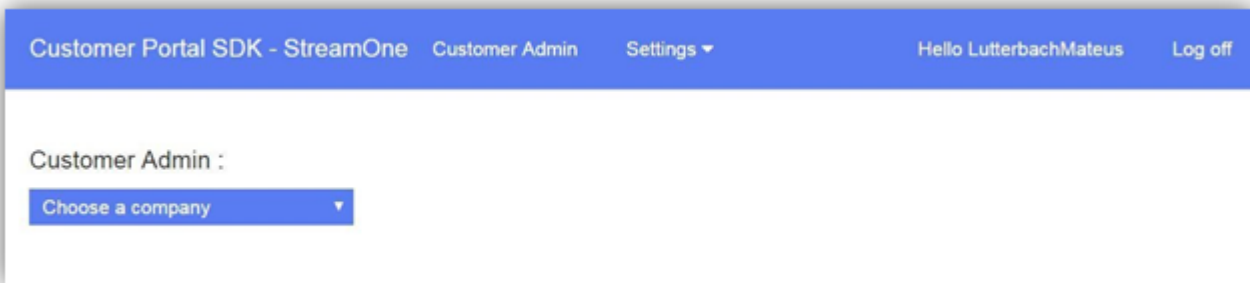 Customer Portal SDK - StreamOne Customer Admin Settings Hello LutterbachMateus Log off
Customer Admin :
Choose a company